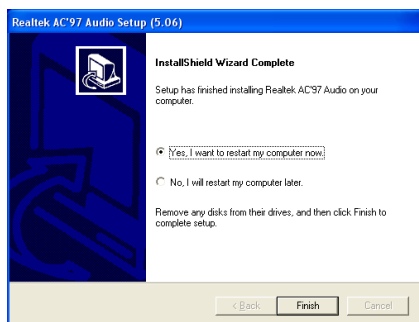 Realtek AC'97 Audio Setup (5.06)
InstallShield Wizard Complete
Setup has finished installing Realtek AC'97 Audio on your
computer.
Yes, I want to restart my computer now.
No, I will restart my computer later.
Remove any disks from their drives, and then click Finish to
complete setup.
< Back
Finish
Cancel